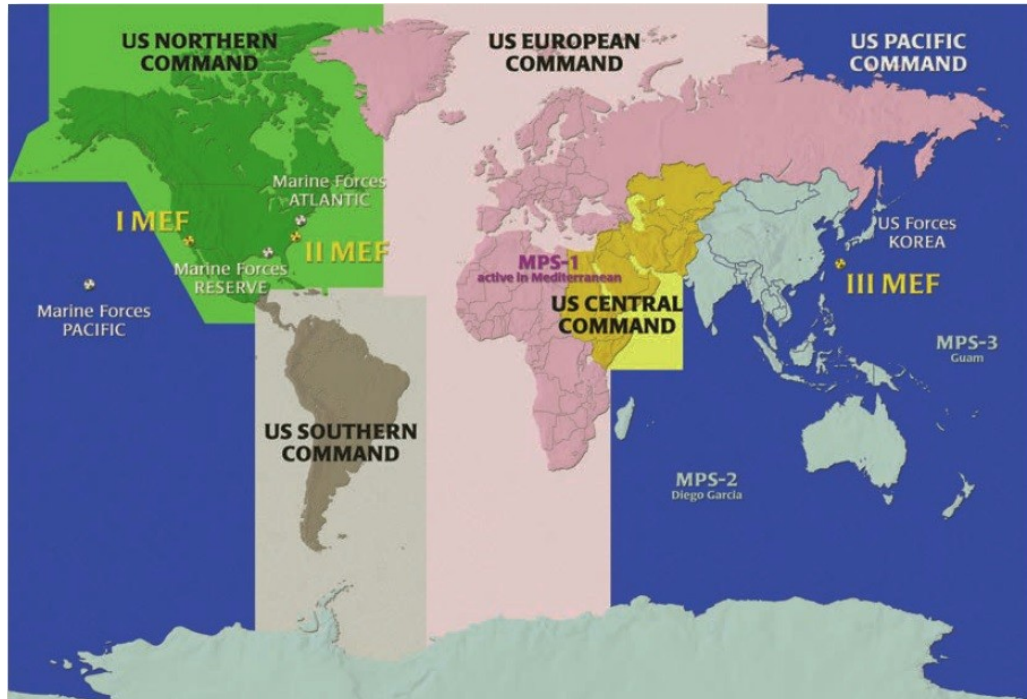 US NORTHERN
COMMAND
US EUROPEAN
COMMAND
US PACIFIC
COMMAND
Marine Forces
ATLANTIC
I MEF
II MEF
Marine Forces
RESERVE
Marine Forces
PACIFIC
MPS-1
active in Mediterranean
US CENTRAL
COMMAND
US Forces
KOREA
III MEF
MPS-3
Guam
US SOUTHERN
COMMAND
MPS-2
Diego Garcia